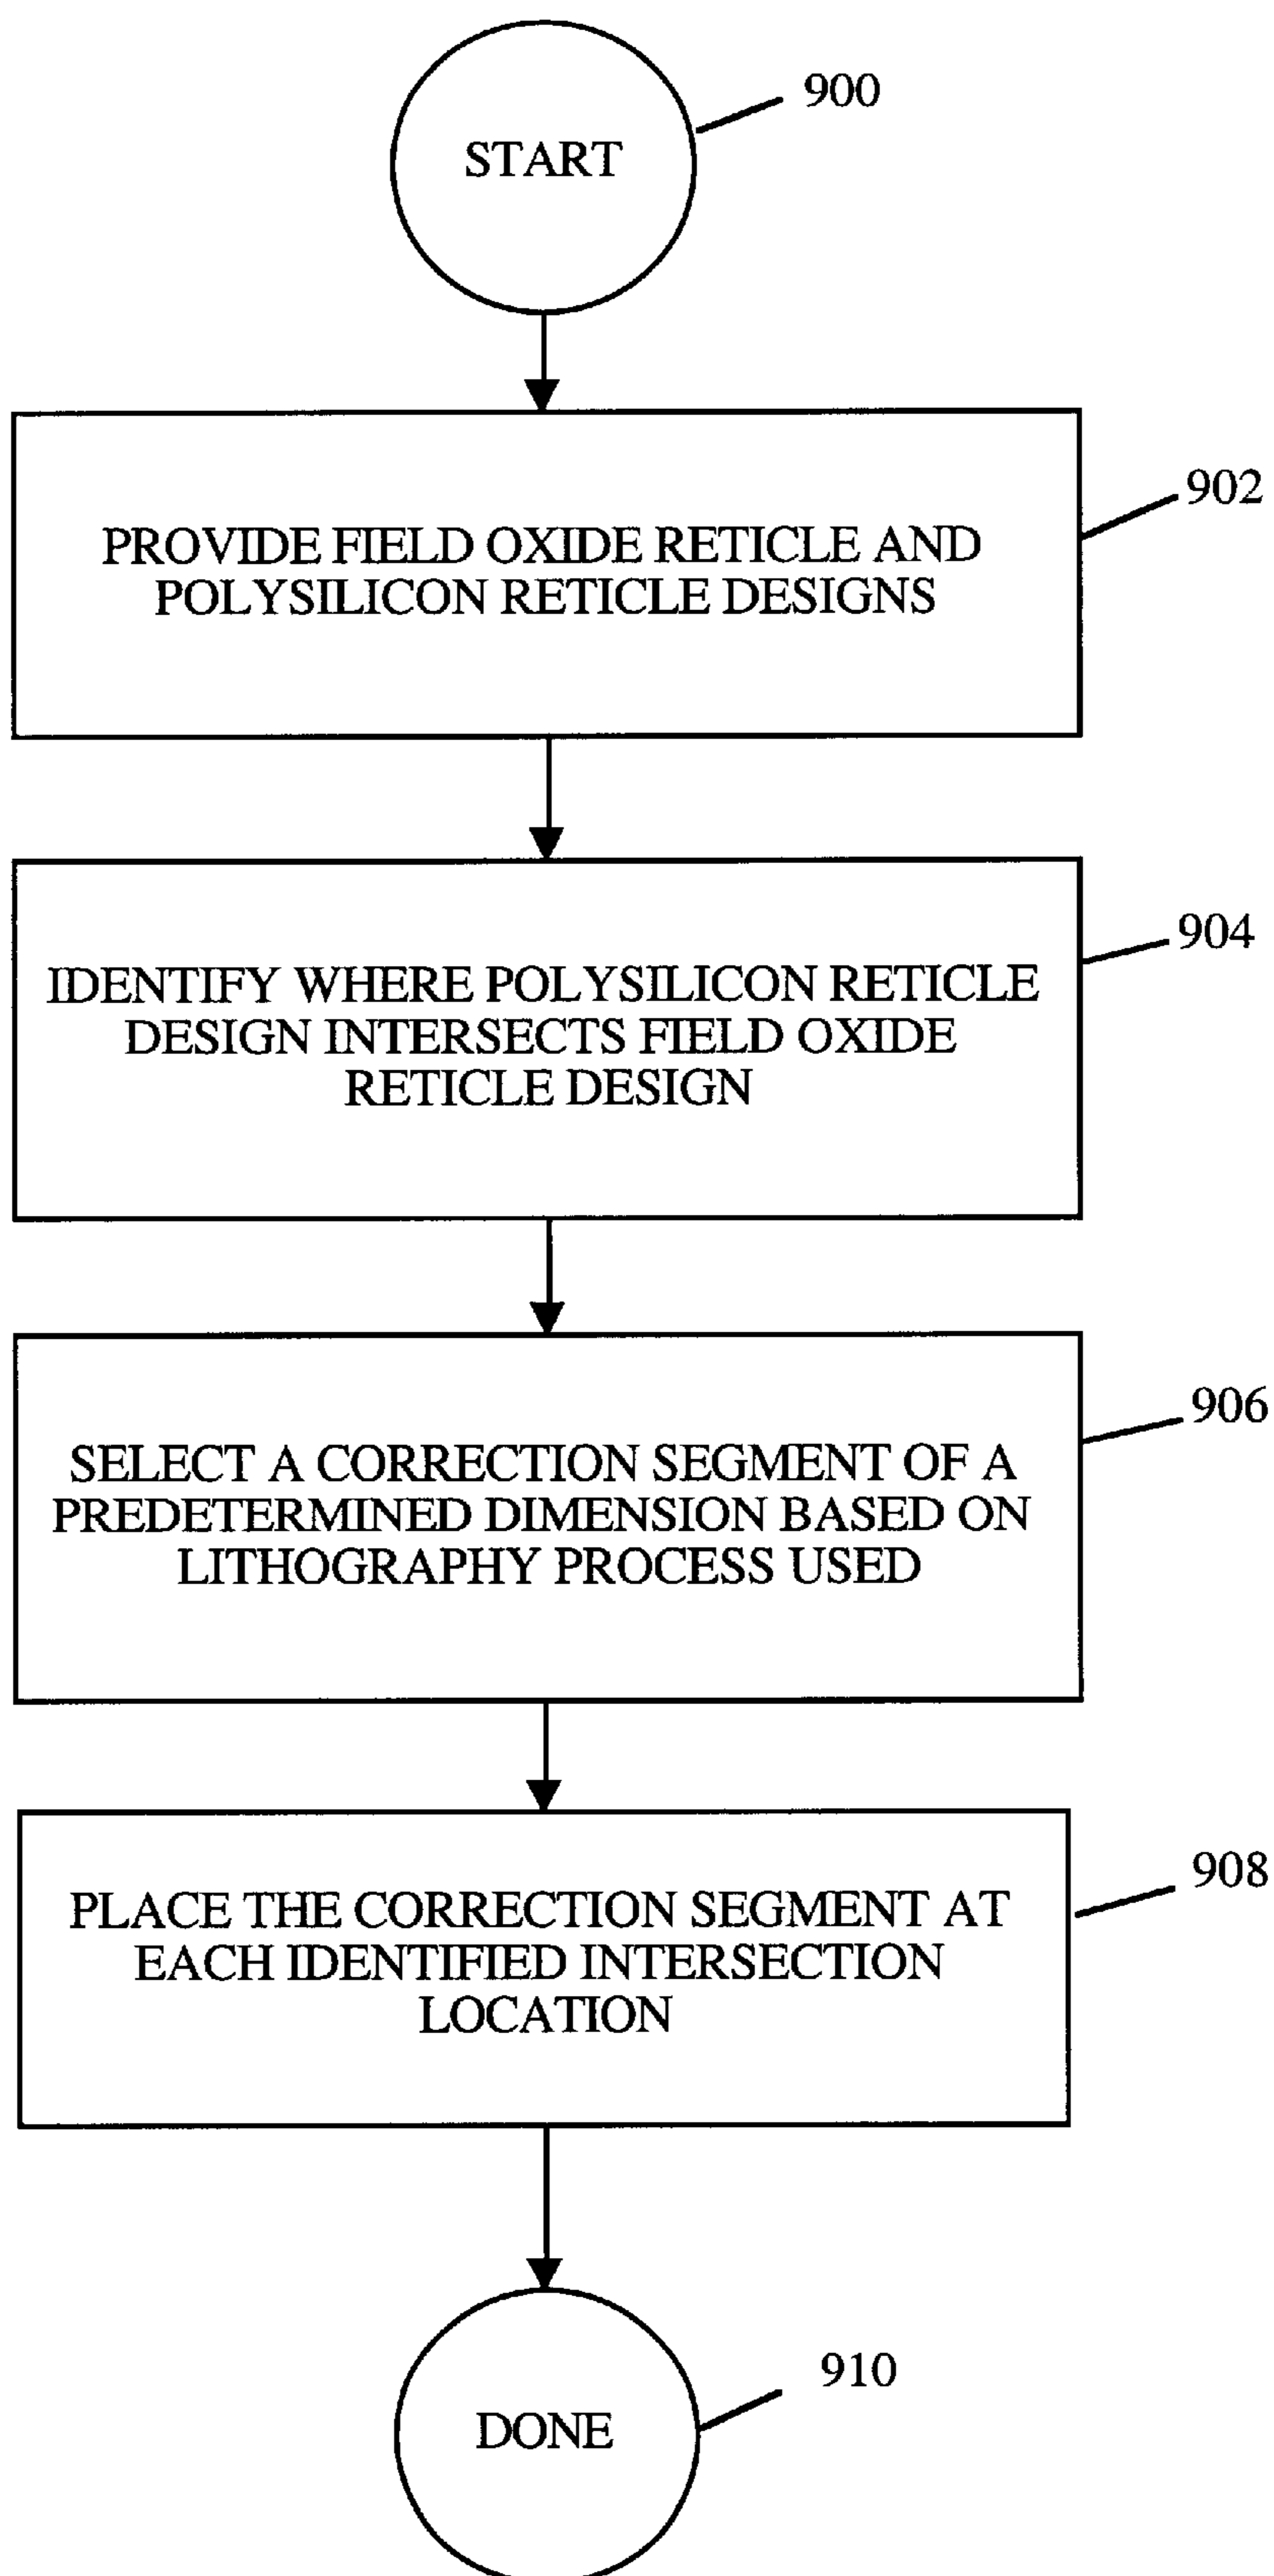 900
START
902
PROVIDE FIELD OXIDE RETICLE AND
POLYSILICON RETICLE DESIGNS
904
IDENTIFY WHERE POLYSILICON RETICLE
DESIGN INTERSECTS FIELD OXIDE
RETICLE DESIGN
906
SELECT A CORRECTION SEGMENT OF A
PREDETERMINED DIMENSION BASED ON
LITHOGRAPHY PROCESS USED
908
PLACE THE CORRECTION SEGMENT AT
EACH IDENTIFIED INTERSECTION
LOCATION
910
DONE